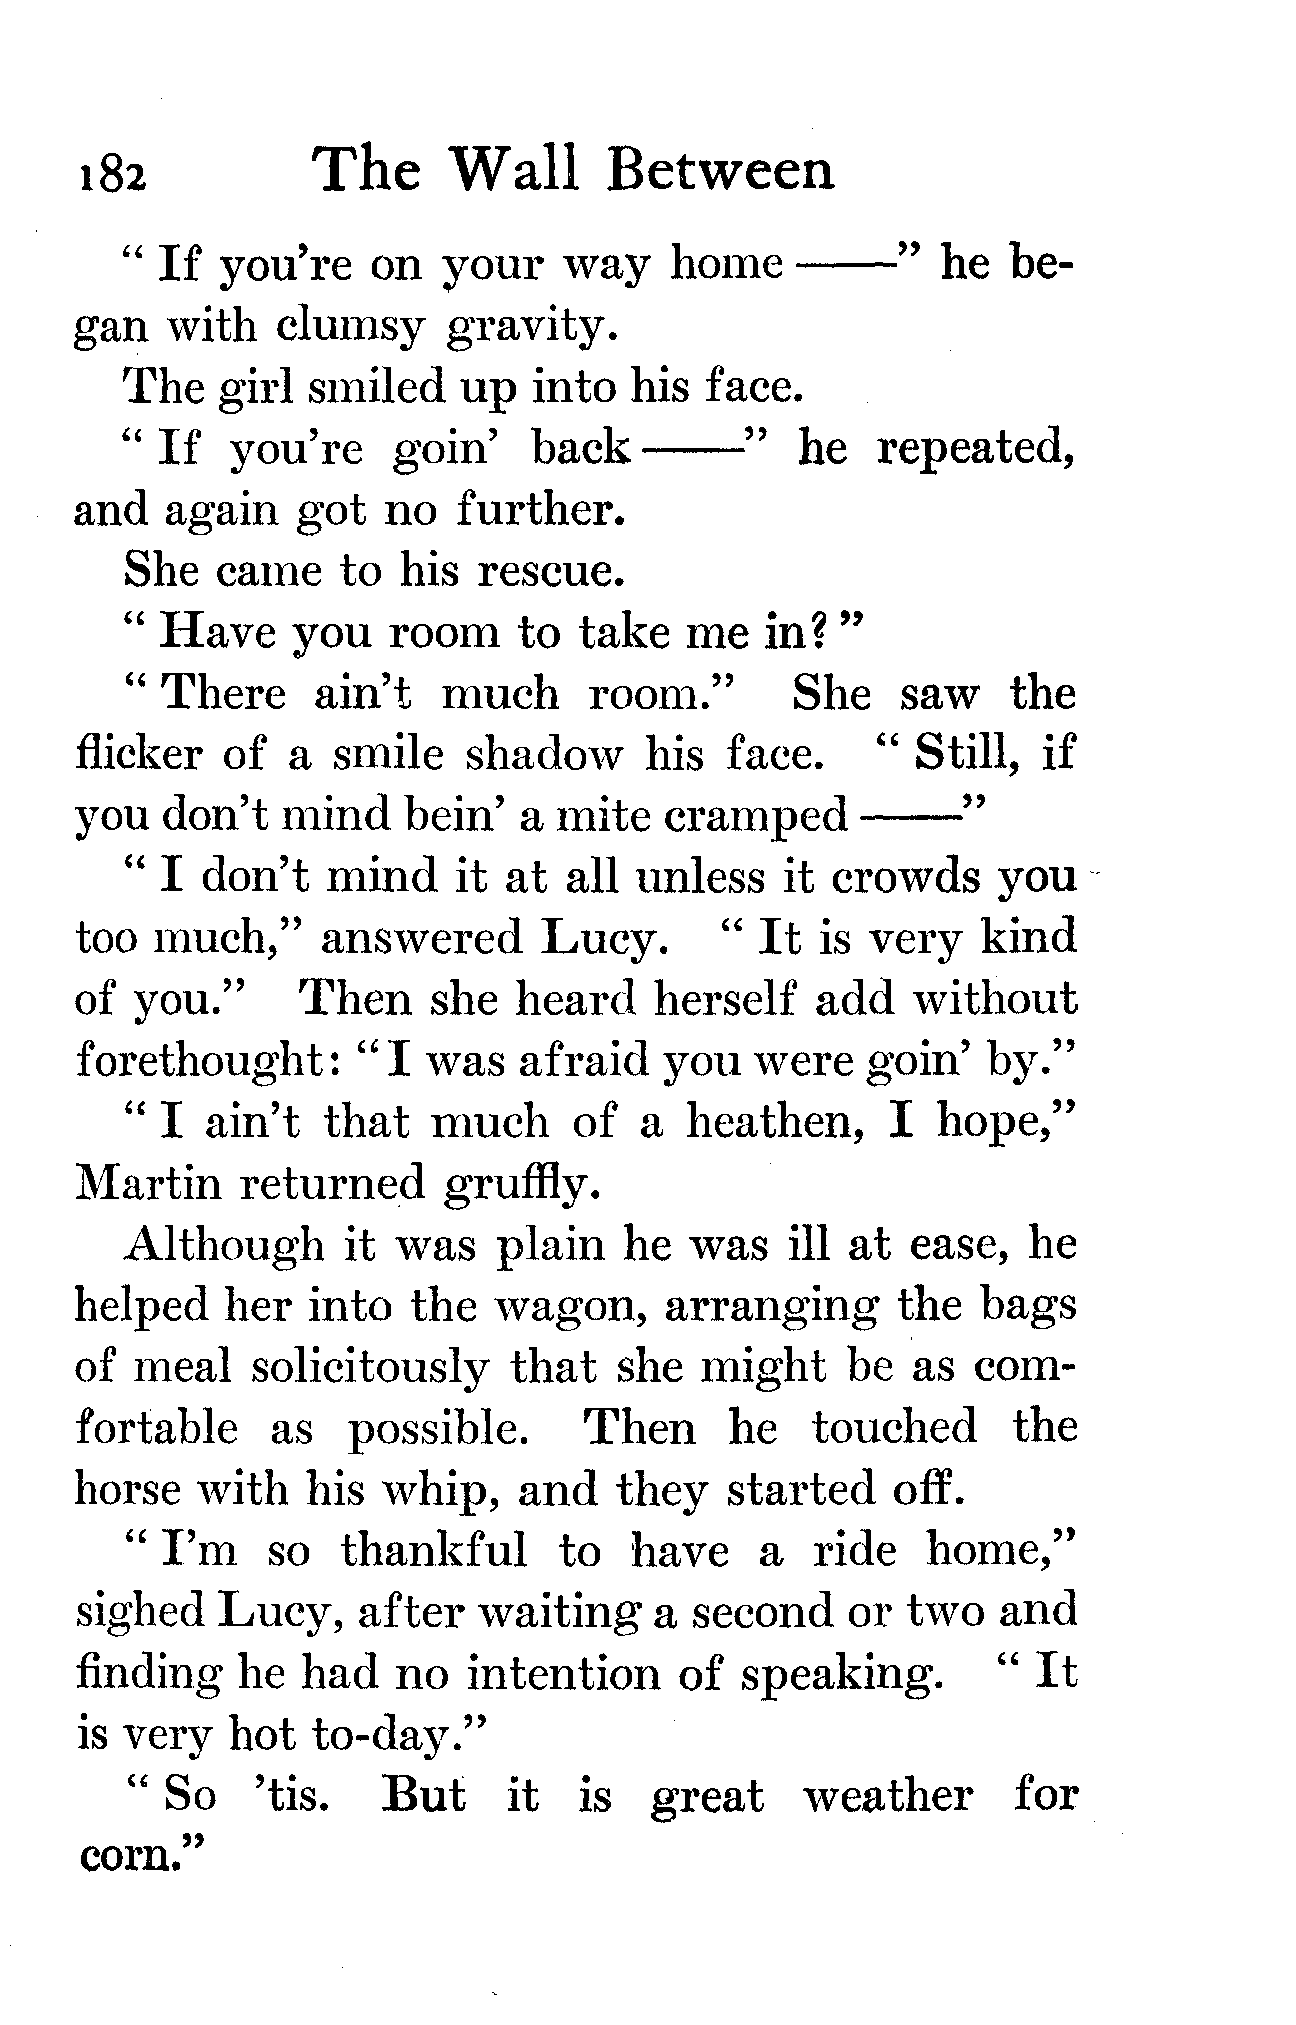 182 The Wall Between
“ If you're on your way home ——” he be-
gan with clumsy gravity.
The girl smiled up into his face.
“ If you're goin' back ——” he repeated,
and again got no further.
She came to his rescue.
“ Have you room to take me in? ”
“ There ain't much room.” She saw the
flicker of a smile shadow his face. “ Still, if
you don't mind bein' a mite cramped ——”
“ I don't mind it at all unless it crowds you
too much,” answered Lucy. “ It is very kind
of you.” Then she heard herself add without
forethought: “ I was afraid you were goin' by.”
“ I ain't that much of a heathen, I hope,”
Martin returned gruffly.
Although it was plain he was ill at ease, he
helped her into the wagon, arranging the bags
of meal solicitously that she might be as com-
fortable as possible. Then he touched the
horse with his whip, and they started off.
“ I'm so thankful to have a ride home,”
sighed Lucy, after waiting a second or two and
finding he had no intention of speaking. “ It
is very hot to-day.”
“ So 'tis. But it is great weather for
corn.”